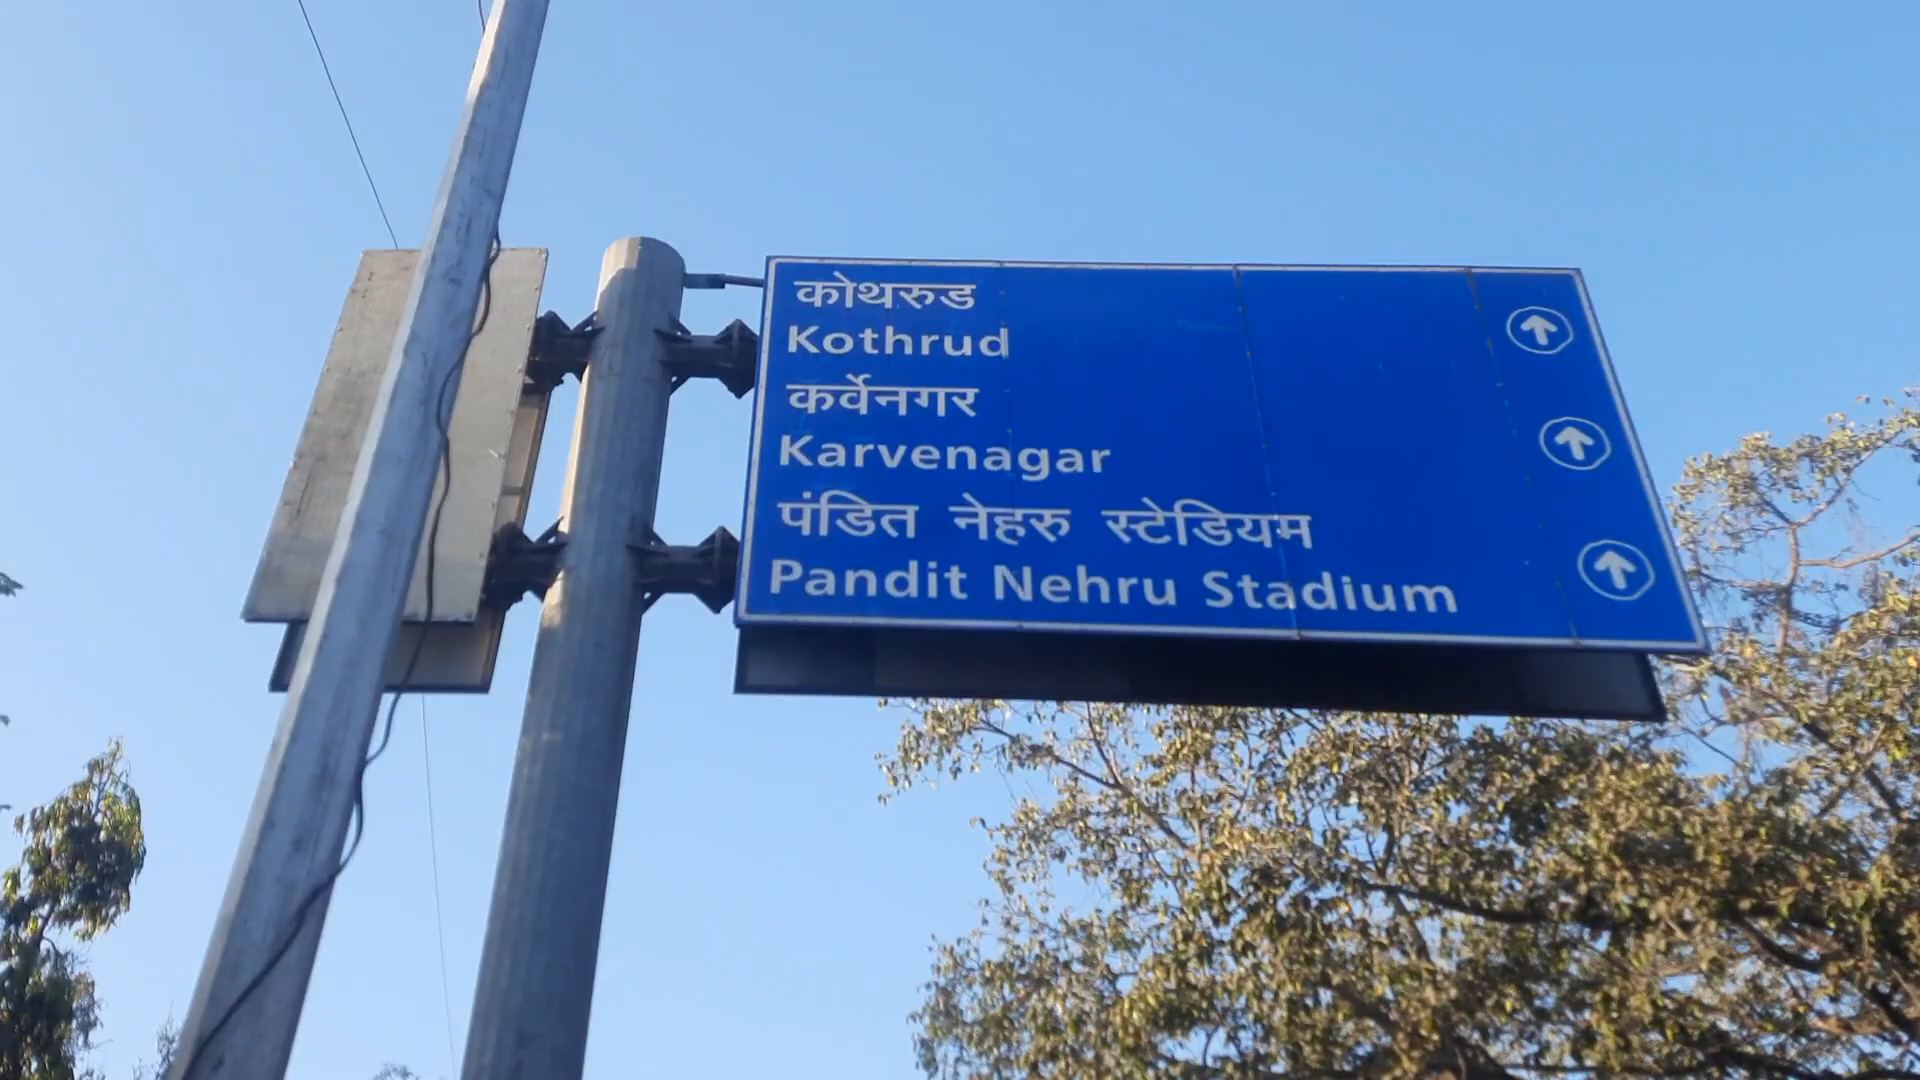 कोथरुड
Kothrud
कर्वेनगर
Karvenagar
पंडित नेहरु स्टेडियम
Pandit Nehru Stadium